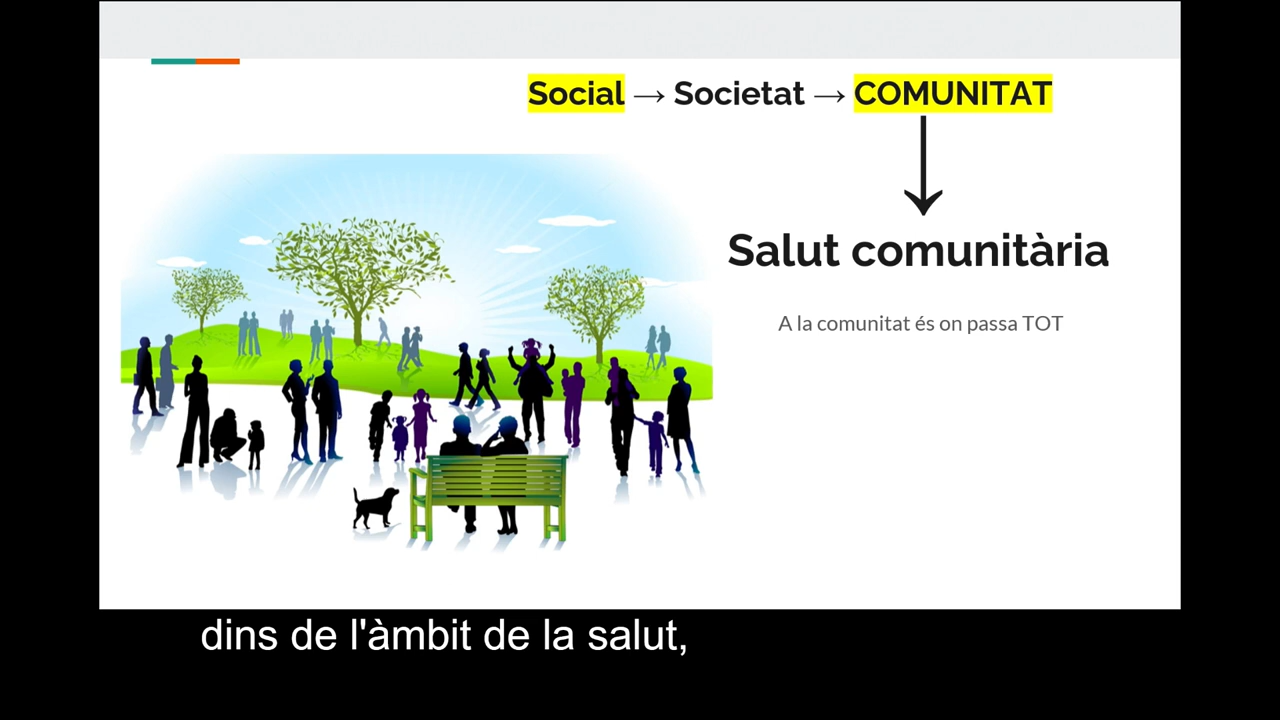 Social → Societat → COMUNITAT
Salut comunitària
A la comunitat és on passa TOT
dins de l'àmbit de la salut,